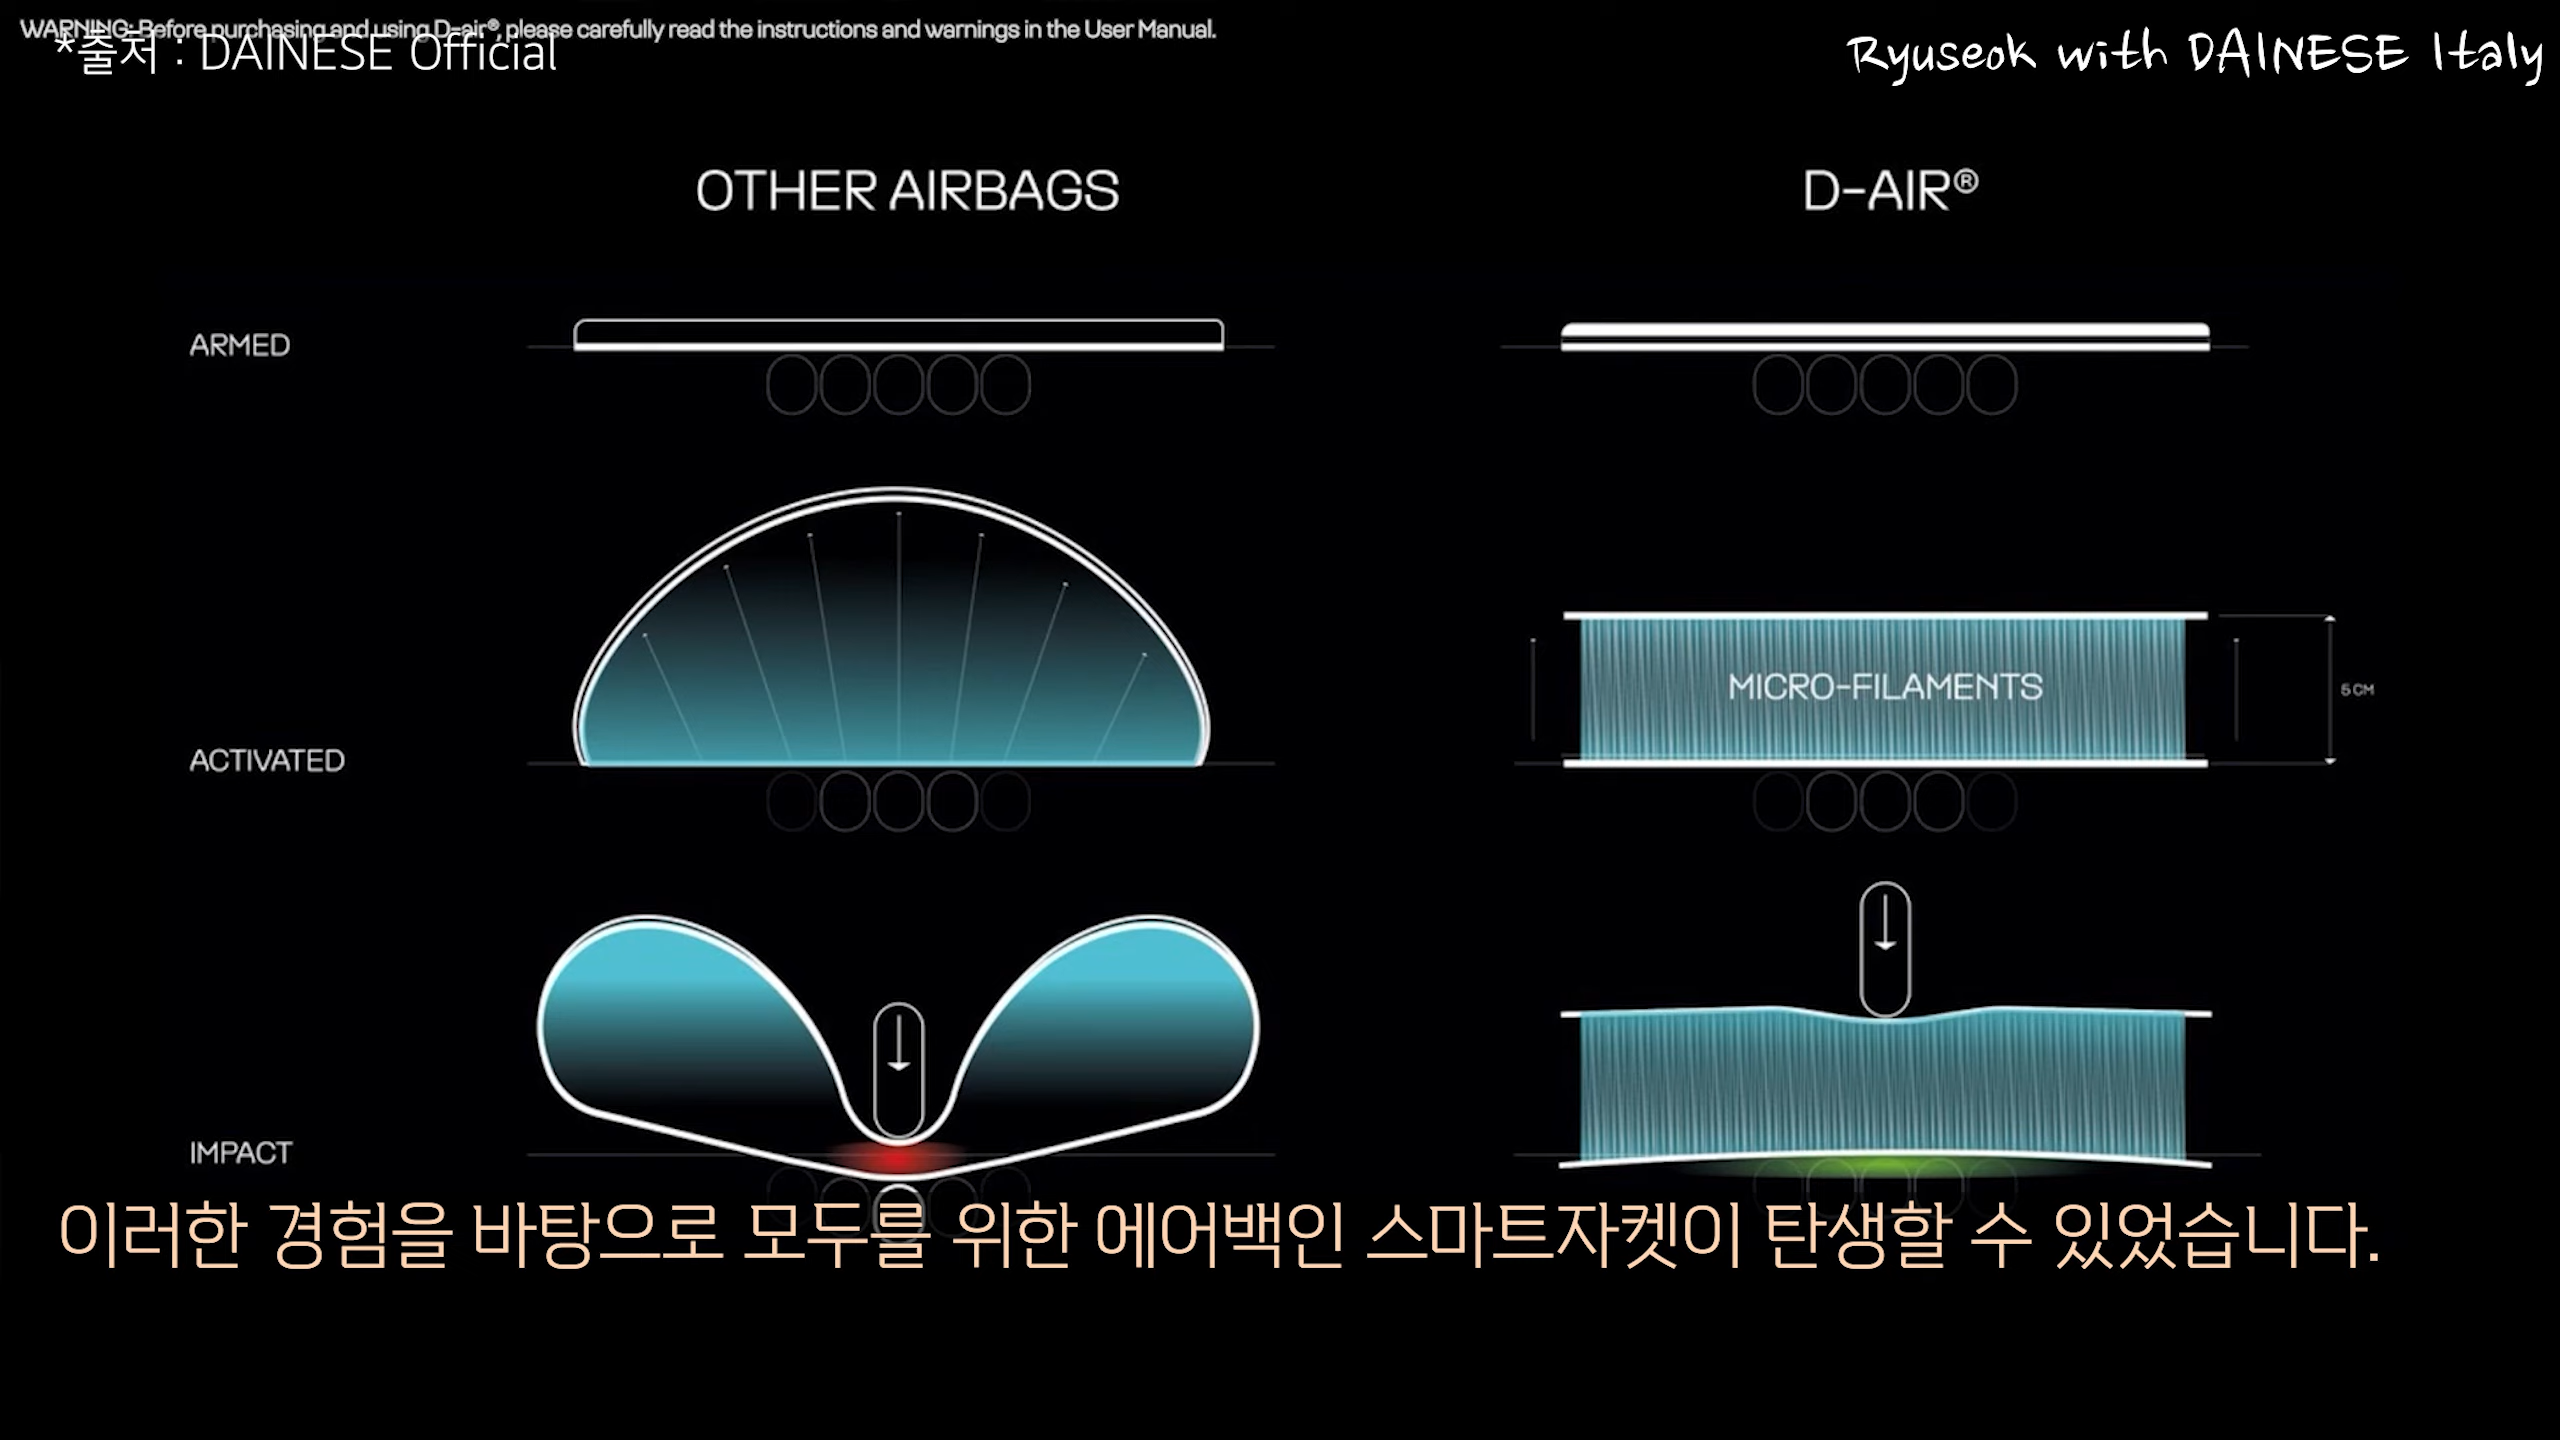 WARNING: Before purchasing and using D-air®, please carefully read the instructions and warnings in the User Manual.
*출처 : DAINESE Official
Ryuseok with DAINESE Italy
OTHER AIRBAGS
D-AIR®
ARMED
ACTIVATED
MICRO-FILAMENTS
5 CM
IMPACT
이러한 경험을 바탕으로 모두를 위한 에어백인 스마트자켓이 탄생할 수 있었습니다.